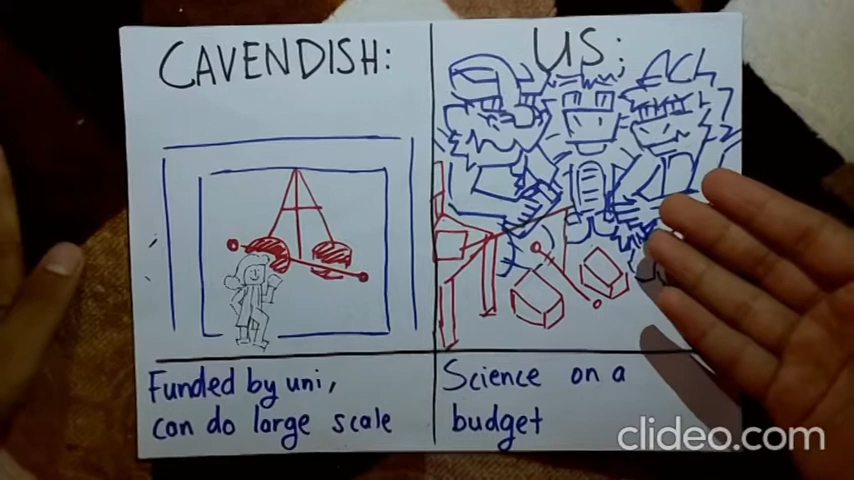 CAVENDISH:
US:
Funded by uni,
can do large scale
Science on a
budget
clideo.com